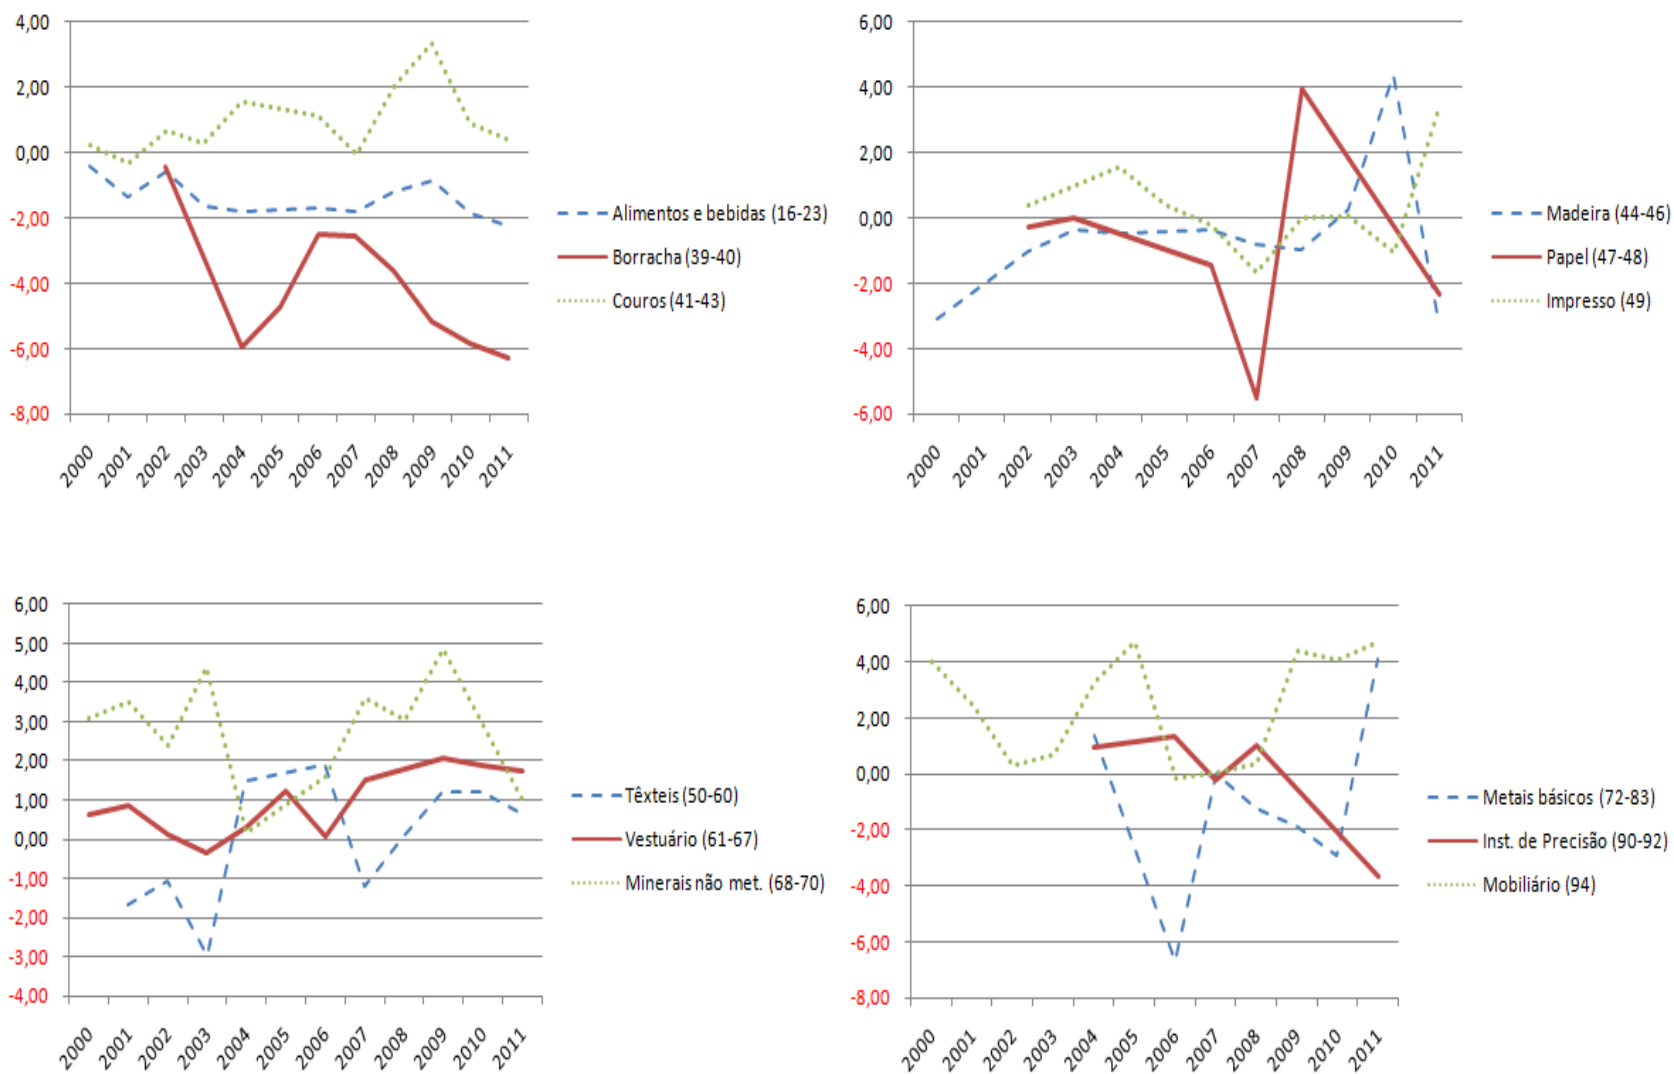 4,00
2,00
0,00
-2,00
-4,00
-6,00
-8,00
2000 2001 2002 2003 2004 2005 2006 2007 2008 2009 2010 2011
Alimentos e bebidas (16-23)
Borracha (39-40)
Couros (41-43)
6,00
4,00
2,00
0,00
-2,00
-4,00
-6,00
2000 2001 2002 2003 2004 2005 2006 2007 2008 2009 2010 2011
Madeira (44-46)
Papel (47-48)
Impresso (49)
6,00
5,00
4,00
3,00
2,00
1,00
0,00
-1,00
-2,00
-3,00
-4,00
2000 2001 2002 2003 2004 2005 2006 2007 2008 2009 2010 2011
Têxteis (50-60)
Vestuário (61-67)
Minerais não met. (68-70)
6,00
4,00
2,00
0,00
-2,00
-4,00
-6,00
-8,00
2000 2001 2002 2003 2004 2005 2006 2007 2008 2009 2010 2011
Metais básicos (72-83)
Inst. de Precisão (90-92)
Mobiliário (94)